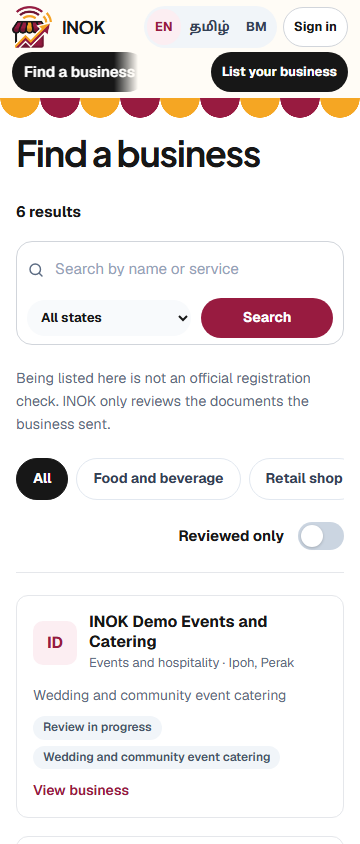 INOK
EN தமிழ் BM
Sign in
Find a business
List your business
Find a business
6 results
Search by name or service
All states
Search
Being listed here is not an official registration
check. INOK only reviews the documents the
business sent.
All
Food and beverage
Retail shop
Reviewed only
ID
INOK Demo Events and
Catering
Events and hospitality · Ipoh, Perak
Wedding and community event catering
Review in progress
Wedding and community event catering
View business